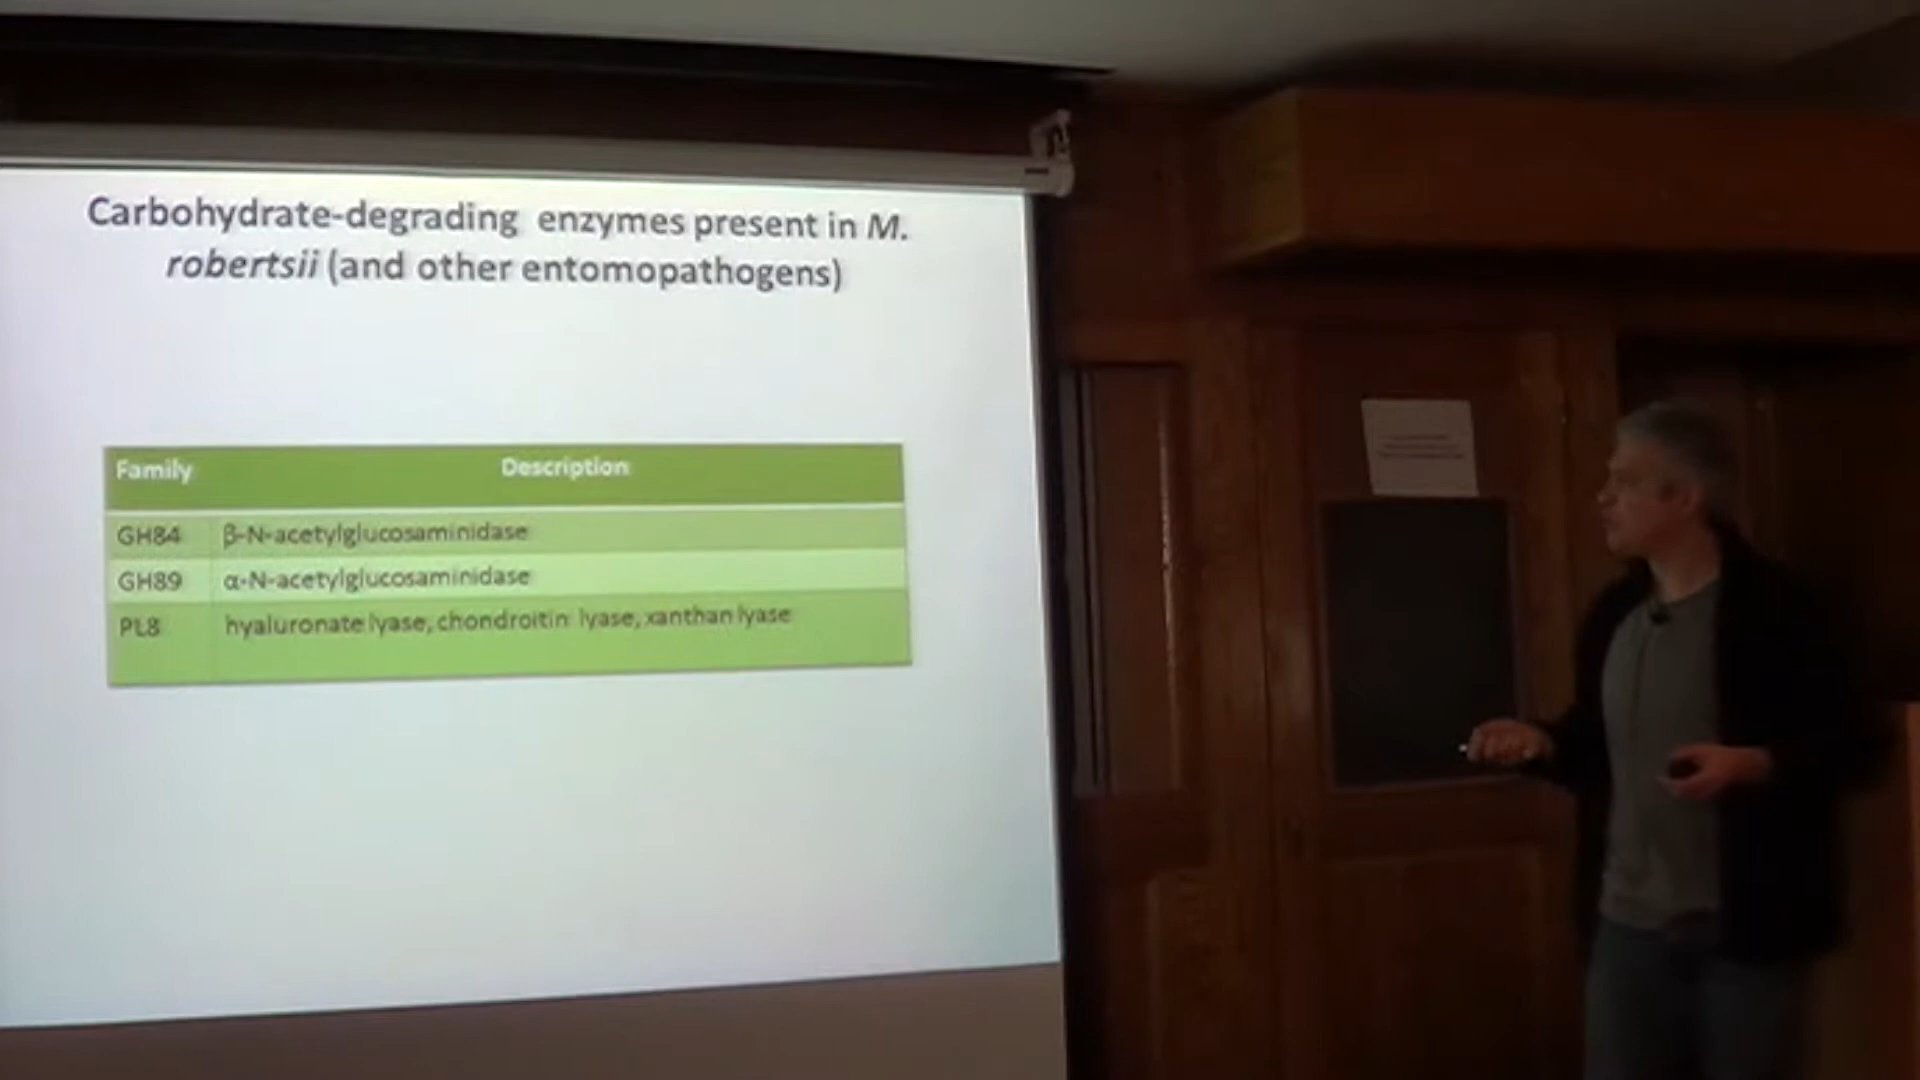 Carbohydrate-degrading enzymes present in M.
robertsii (and other entomopathogens)
Family Description
GH84 β-N-acetylglucosaminidase
GH89 α-N-acetylglucosaminidase
PL8 hyaluronate lyase, chondroitin lyase, xanthan lyase